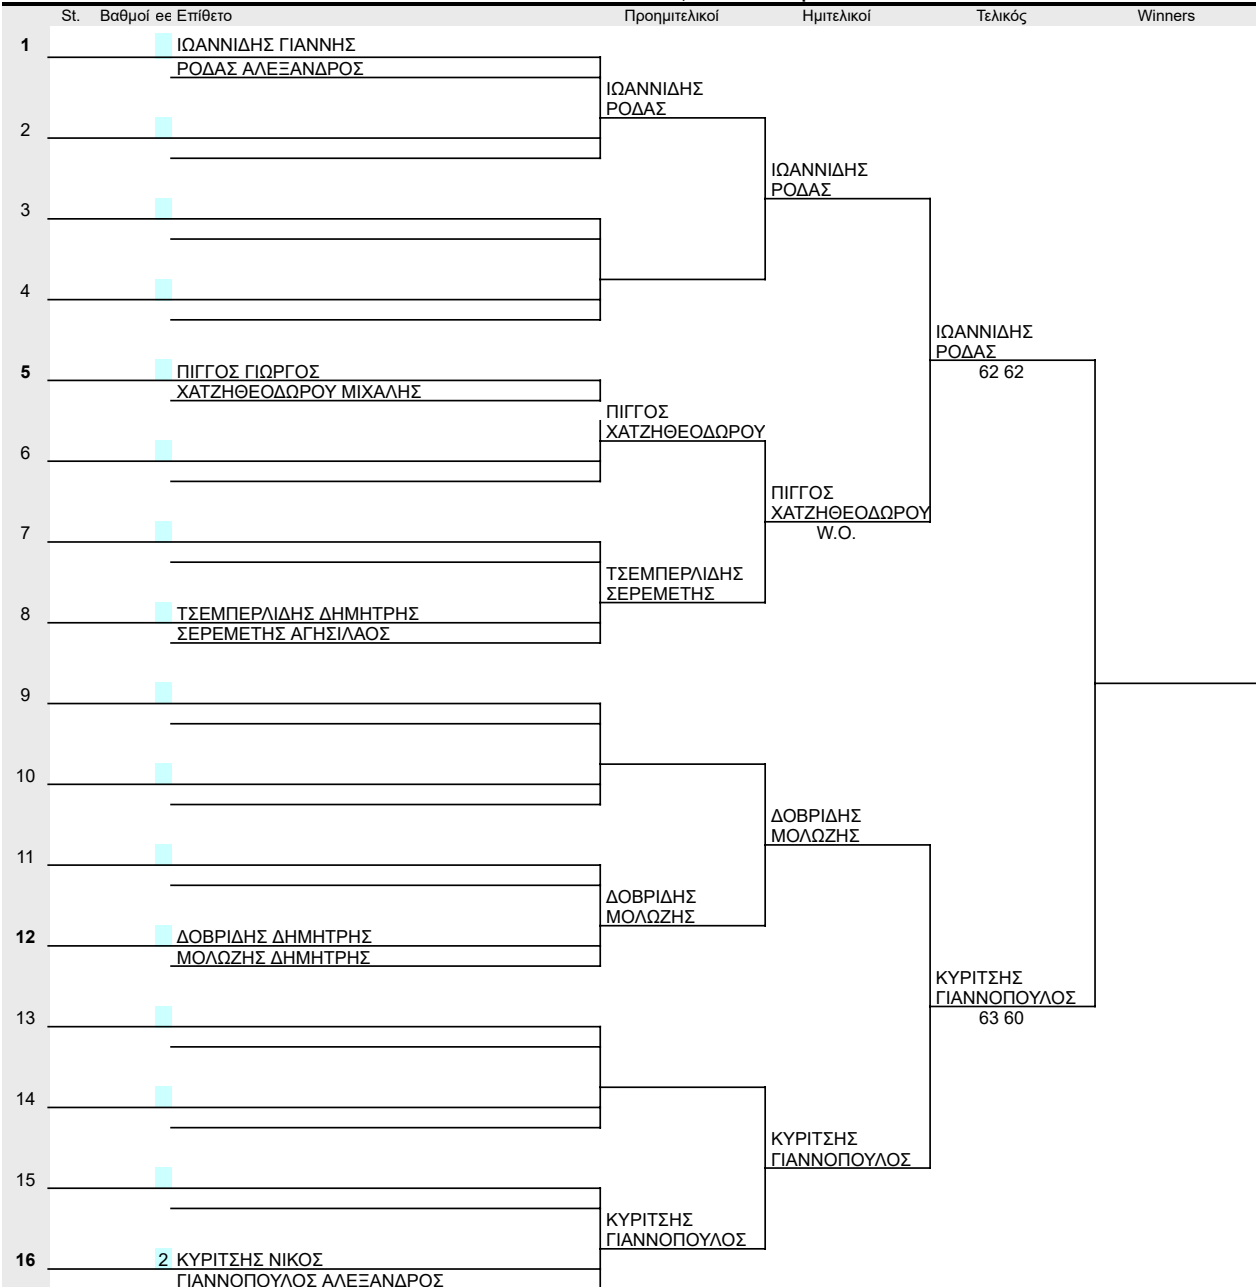 St. Βαθμοί ee Επίθετο Προημιτελικοί Ημιτελικοί Τελικός Winners
1 ΙΩΑΝΝΙΔΗΣ ΓΙΑΝΝΗΣ
ΡΟΔΑΣ ΑΛΕΞΑΝΔΡΟΣ
ΙΩΑΝΝΙΔΗΣ
ΡΟΔΑΣ
2
ΙΩΑΝΝΙΔΗΣ
ΡΟΔΑΣ
3
4
ΙΩΑΝΝΙΔΗΣ
ΡΟΔΑΣ
5 ΠΙΓΓΟΣ ΓΙΩΡΓΟΣ
62 62
ΧΑΤΖΗΘΕΟΔΩΡΟΥ ΜΙΧΑΛΗΣ
ΠΙΓΓΟΣ
ΧΑΤΖΗΘΕΟΔΩΡΟΥ
6
ΠΙΓΓΟΣ
ΧΑΤΖΗΘΕΟΔΩΡΟΥ
7 W.O.
ΤΣΕΜΠΕΡΛΙΔΗΣ
ΣΕΡΕΜΕΤΗΣ
8 ΤΣΕΜΠΕΡΛΙΔΗΣ ΔΗΜΗΤΡΗΣ
ΣΕΡΕΜΕΤΗΣ ΑΓΗΣΙΛΑΟΣ
9
10
ΔΟΒΡΙΔΗΣ
ΜΟΛΩΖΗΣ
11
ΔΟΒΡΙΔΗΣ
ΜΟΛΩΖΗΣ
12 ΔΟΒΡΙΔΗΣ ΔΗΜΗΤΡΗΣ
ΜΟΛΩΖΗΣ ΔΗΜΗΤΡΗΣ
ΚΥΡΙΤΣΗΣ
ΓΙΑΝΝΟΠΟΥΛΟΣ
13 63 60
14
ΚΥΡΙΤΣΗΣ
ΓΙΑΝΝΟΠΟΥΛΟΣ
15
ΚΥΡΙΤΣΗΣ
ΓΙΑΝΝΟΠΟΥΛΟΣ
16 2 ΚΥΡΙΤΣΗΣ ΝΙΚΟΣ
ΓΙΑΝΝΟΠΟΥΛΟΣ ΑΛΕΞΑΝΔΡΟΣ